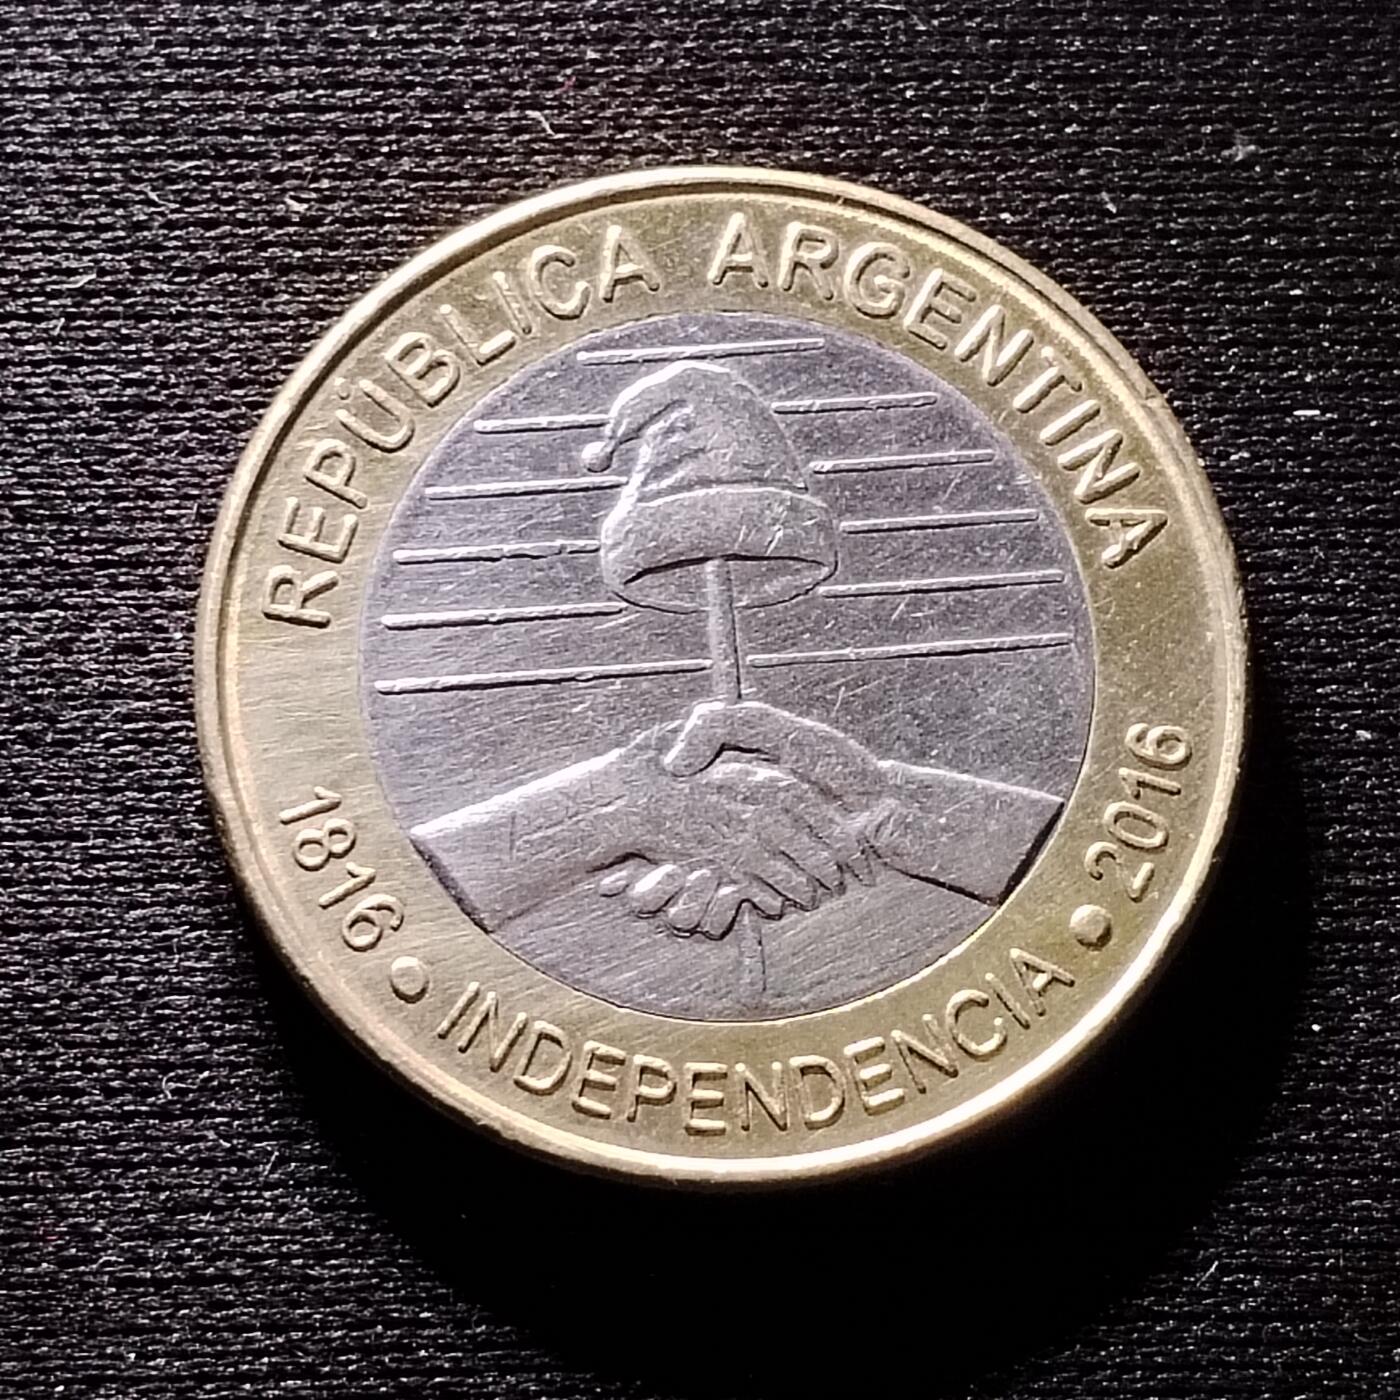 REPÚBLICA ARGENTINA
1816 • INDEPENDENCIA • 2016